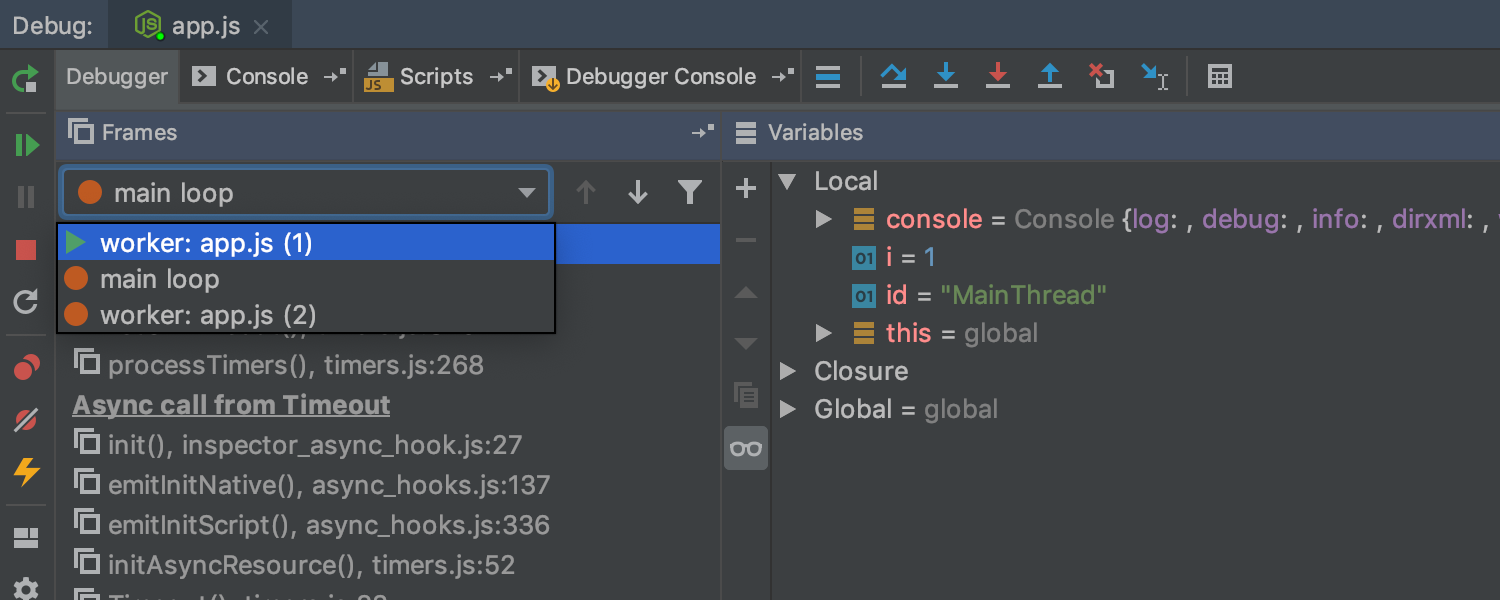 Debug: app.js
Debugger Console Scripts Debugger Console
Frames
Variables
main loop
worker: app.js (1)
main loop
worker: app.js (2)
processTimers(), timers.js:268
Async call from Timeout
init(), inspector_async_hook.js:27
emitInitNative(), async_hooks.js:137
emitInitScript(), async_hooks.js:336
initAsyncResource(), timers.js:52
Local
console = Console {log: , debug: , info: , dirxml: ,
01 i = 1
01 id = "MainThread"
this = global
Closure
Global = global